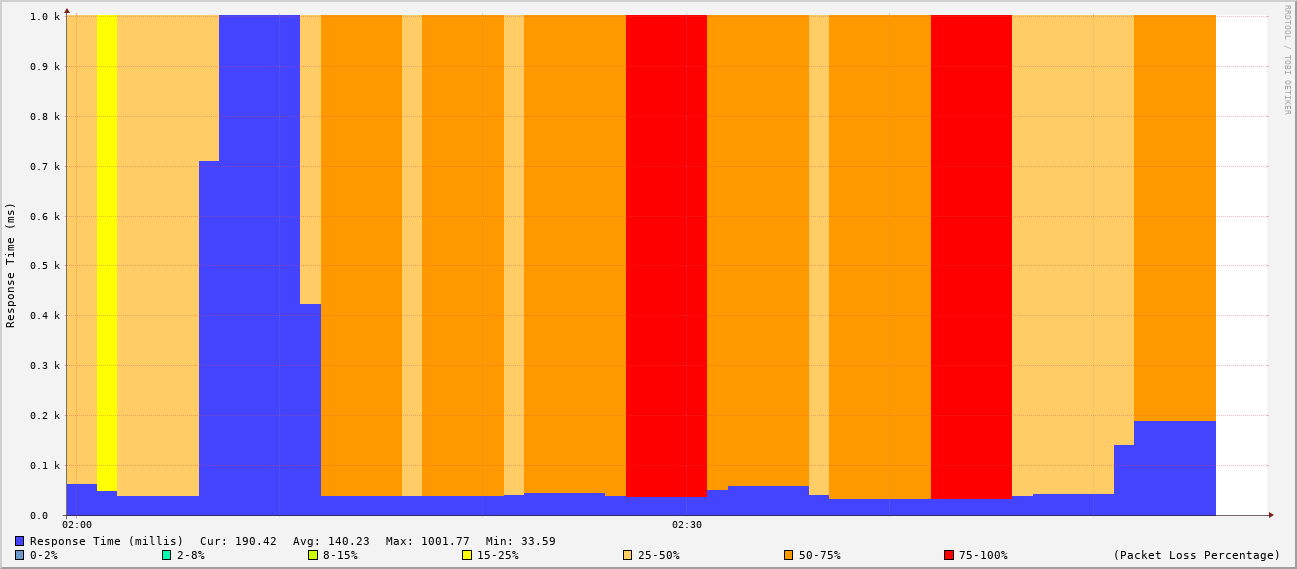 RRDTOOL / TOBI OETIKER
Response Time (ms)
1.0 k
0.9 k
0.8 k
0.7 k
0.6 k
0.5 k
0.4 k
0.3 k
0.2 k
0.1 k
0.0
02:00 02:30
Response Time (millis) Cur: 190.42 Avg: 140.23 Max: 1001.77 Min: 33.59
0-2% 2-8% 8-15% 15-25% 25-50% 50-75% 75-100% (Packet Loss Percentage)